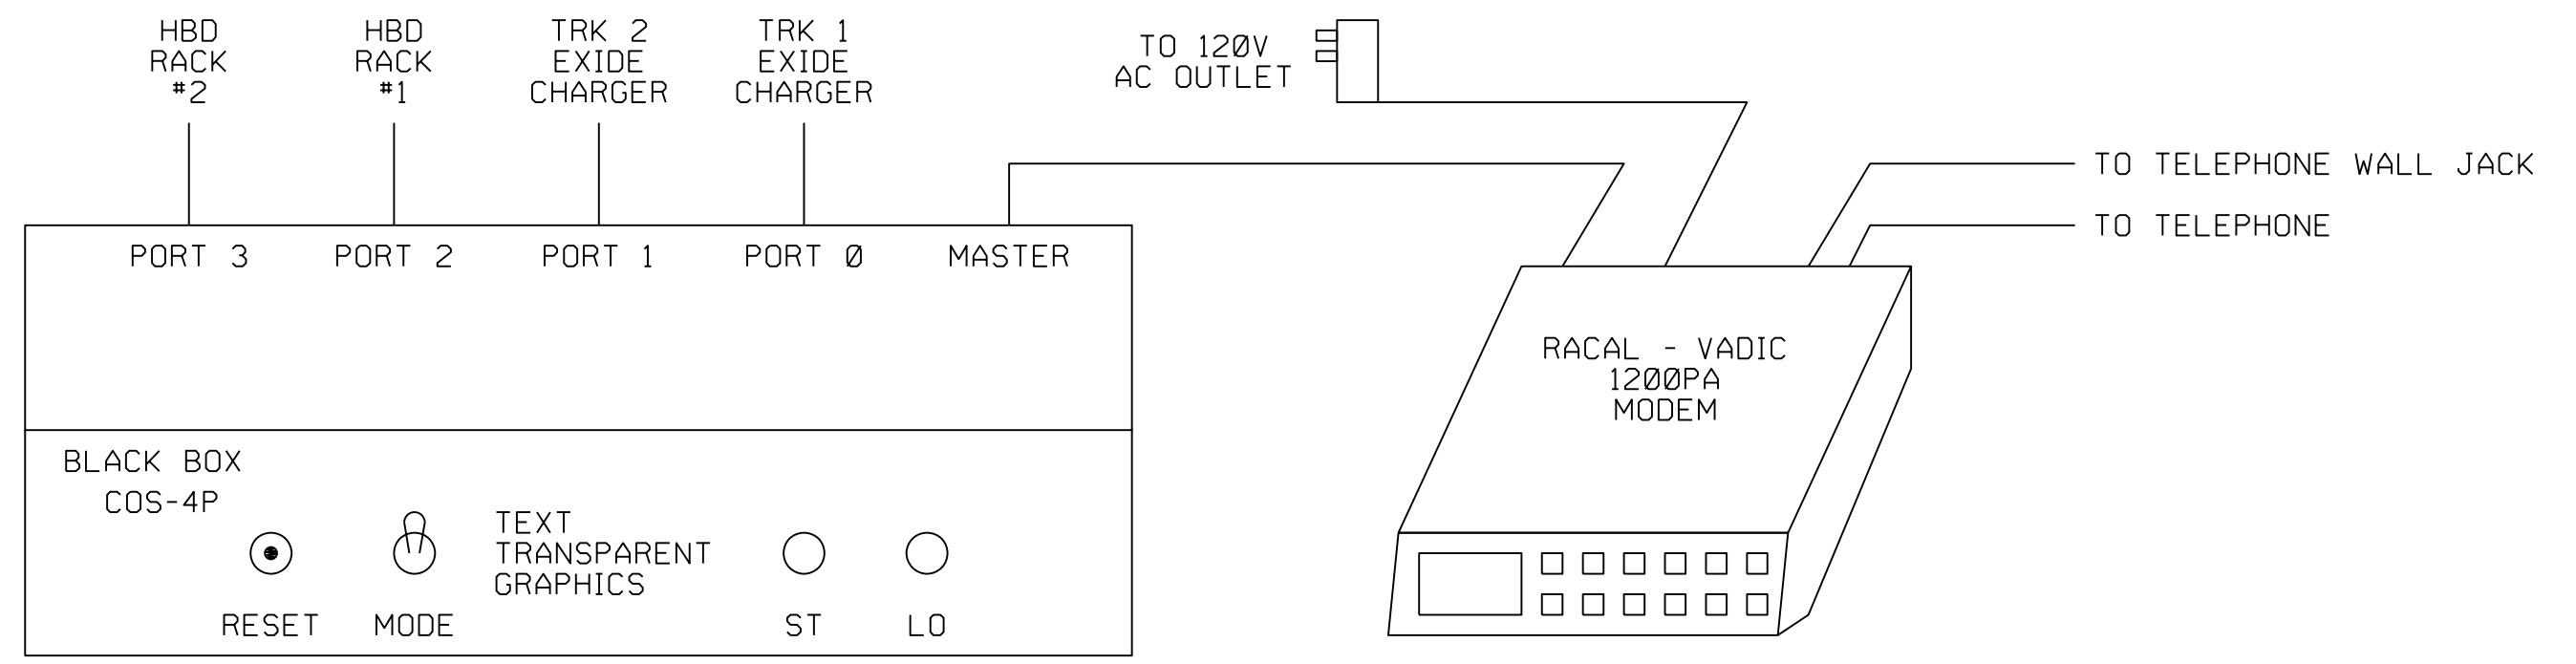 HBD
RACK
#2
HBD
RACK
#1
TRK 2
EXIDE
CHARGER
TRK 1
EXIDE
CHARGER
TO 120V
AC OUTLET
TO TELEPHONE WALL JACK
TO TELEPHONE
PORT 3
PORT 2
PORT 1
PORT 0
MASTER
RACAL - VADIC
1200PA
MODEM
BLACK BOX
COS-4P
TEXT
TRANSPARENT
GRAPHICS
RESET
MODE
ST
LO